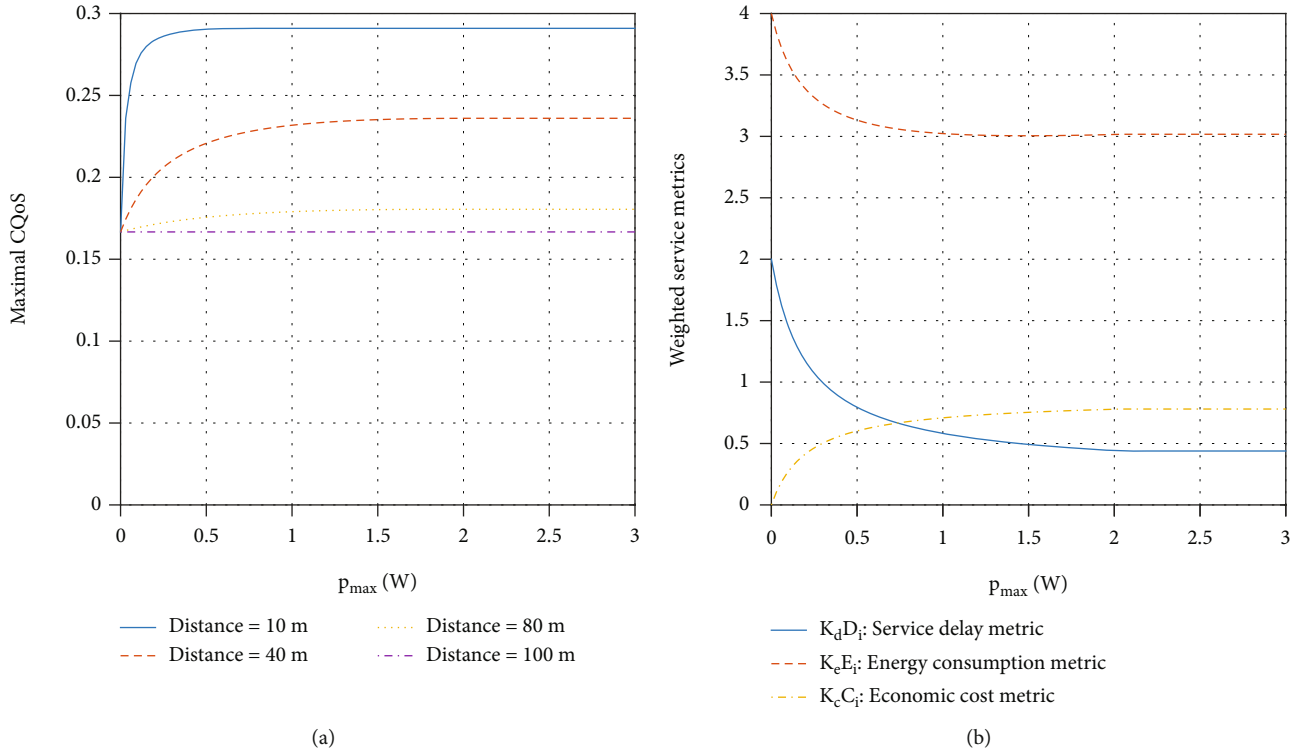 0.3
0.25
0.2
0.15
0.1
0.05
0
Maximal CQoS
0 0.5 1 1.5 2 2.5 3
pmax (W)
Distance = 10 m
Distance = 40 m
Distance = 80 m
Distance = 100 m
(a)
4
3.5
3
2.5
2
1.5
1
0.5
0
Weighted service metrics
0 0.5 1 1.5 2 2.5 3
pmax (W)
KdDi: Service delay metric
KeEi: Energy consumption metric
KcCi: Economic cost metric
(b)